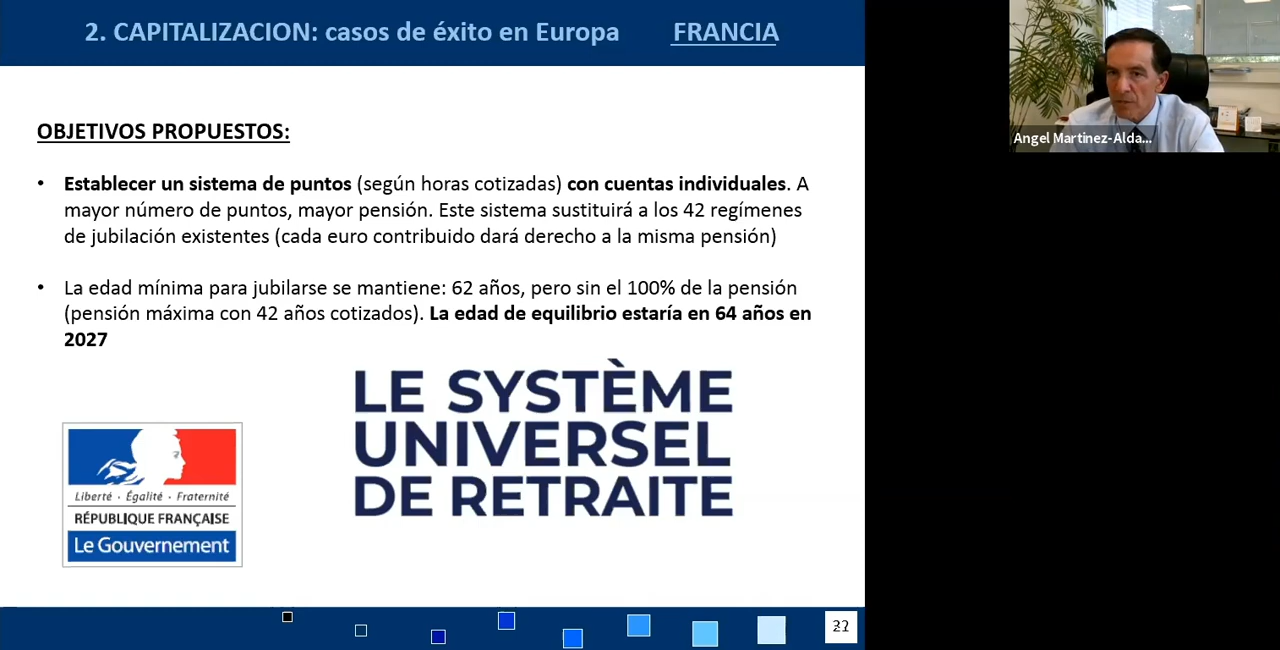 2. CAPITALIZACION: casos de éxito en Europa FRANCIA
OBJETIVOS PROPUESTOS:
• Establecer un sistema de puntos (según horas cotizadas) con cuentas individuales. A
mayor número de puntos, mayor pensión. Este sistema sustituirá a los 42 regímenes
de jubilación existentes (cada euro contribuido dará derecho a la misma pensión)
• La edad mínima para jubilarse se mantiene: 62 años, pero sin el 100% de la pensión
(pensión máxima con 42 años cotizados). La edad de equilibrio estaría en 64 años en
2027
LE SYSTÈME
UNIVERSEL
DE RETRAITE
Liberté · Égalité · Fraternité
RÉPUBLIQUE FRANÇAISE
Le Gouvernement
Angel Martinez-Alda...